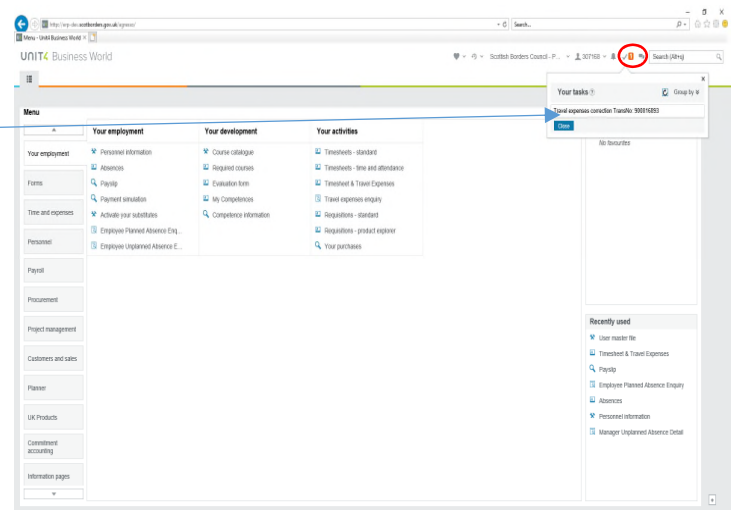 Menu - Unit4 Business World
Search...
UNIT4 Business World
Scottish Borders Council - P...
307168
Search (Alt+q)
Your tasks
Group by
Travel expenses correction TransNo: 900016893
Close
Menu
Your employment
Your development
Your activities
No favourites
Your employment
Forms
Time and expenses
Personnel
Payroll
Procurement
Project management
Customers and sales
Planner
UK Products
Commitment
accounting
Information pages
Personnel information
Absences
Payslip
Payment simulation
Activate your substitutes
Employee Planned Absence Enq...
Employee Unplanned Absence E...
Course catalogue
Required courses
Evaluation form
My Competences
Competence information
Timesheets - standard
Timesheets - time and attendance
Timesheet & Travel Expenses
Travel expenses enquiry
Requisitions - standard
Requisitions - product explorer
Your purchases
Recently used
User master file
Timesheet & Travel Expenses
Payslip
Employee Planned Absence Enquiry
Absences
Personnel information
Manager Unplanned Absence Detail